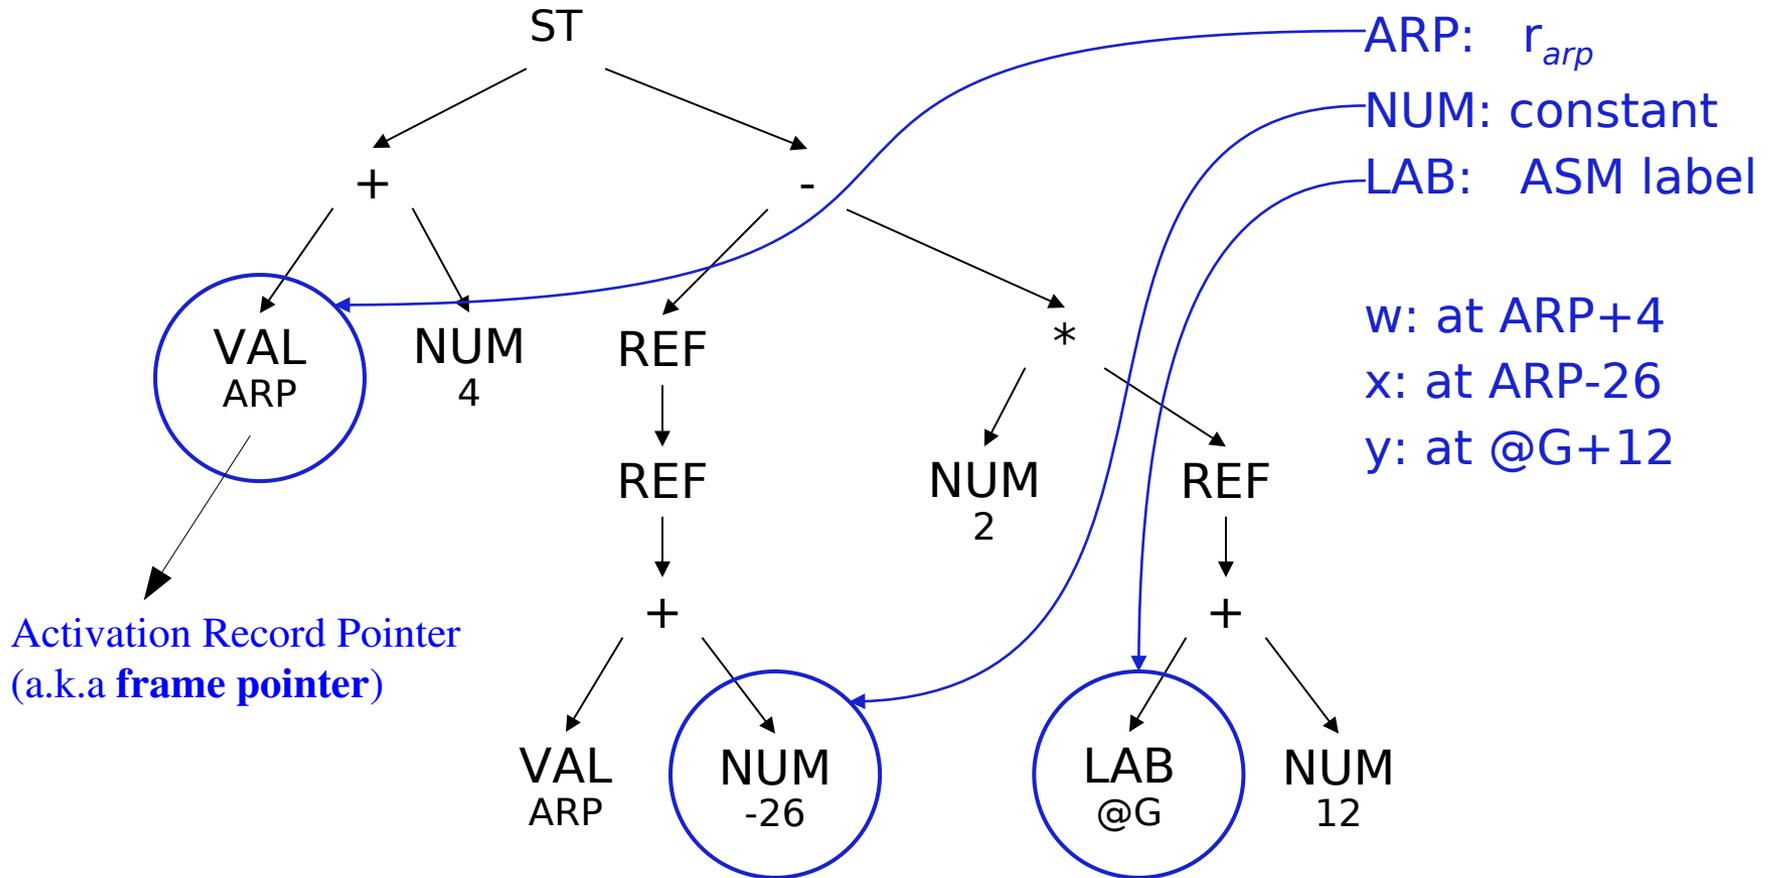 ST
ARP: r_arp
NUM: constant
LAB: ASM label
+
-
VAL
ARP
NUM
4
REF
*
w: at ARP+4
x: at ARP-26
y: at @G+12
REF
NUM
2
REF
+
+
Activation Record Pointer
(a.k.a frame pointer)
VAL
ARP
NUM
-26
LAB
@G
NUM
12